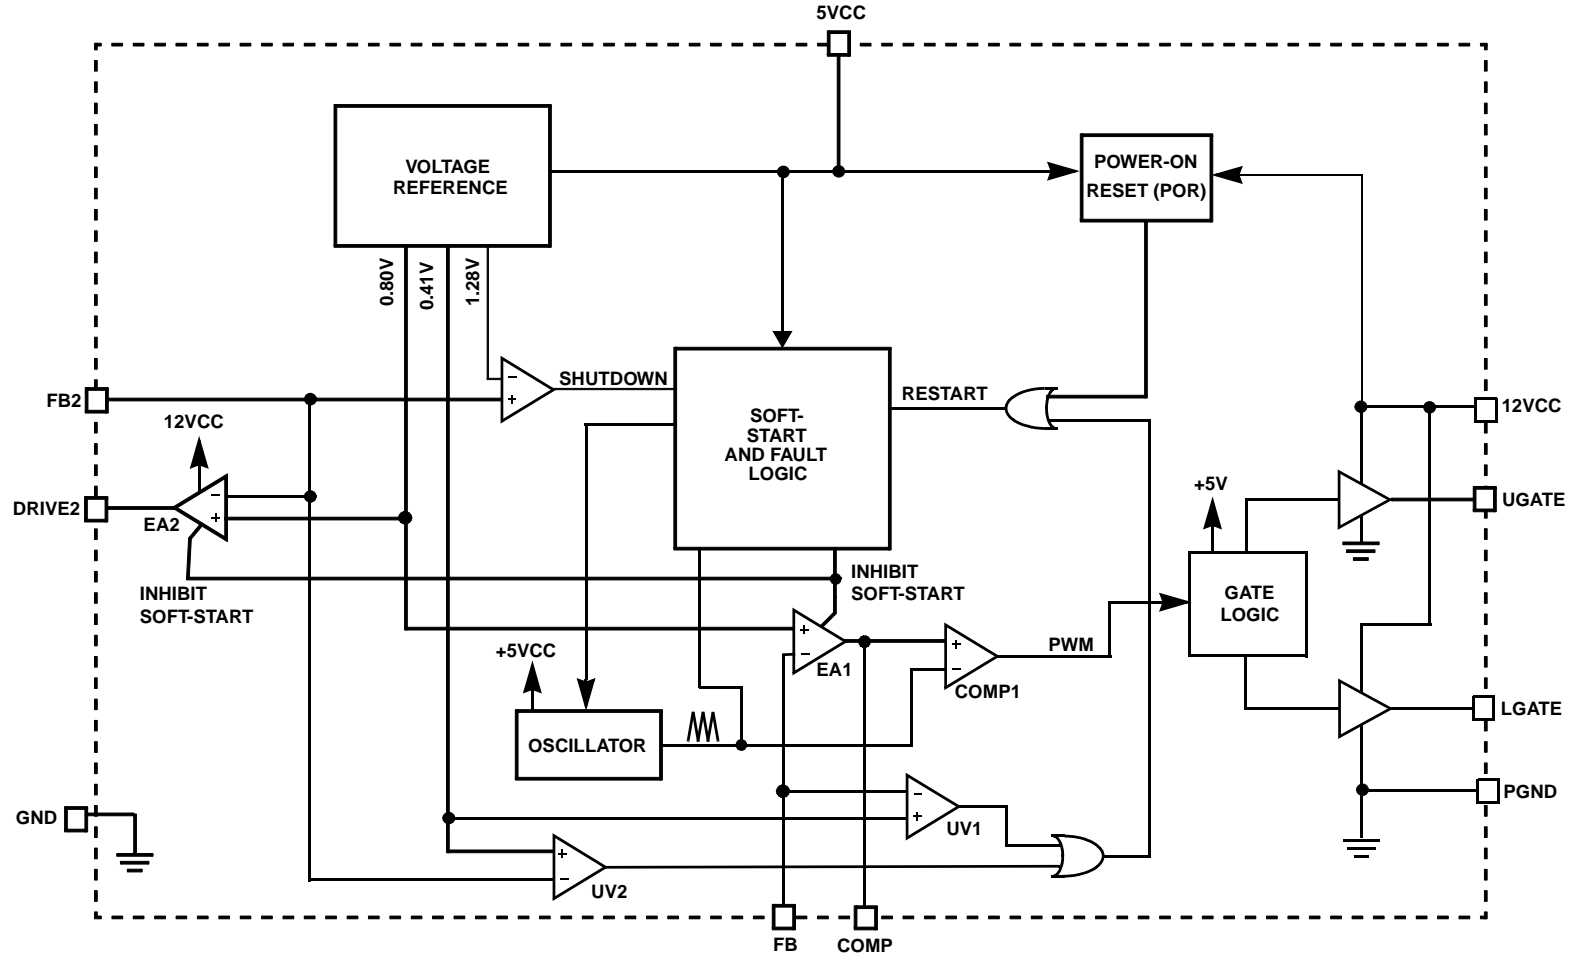 5VCC
VOLTAGE
REFERENCE
POWER-ON
RESET (POR)
0.80V
0.41V
1.28V
FB2
SHUTDOWN
SOFT-
START
AND FAULT
LOGIC
RESTART
12VCC
12VCC
DRIVE2
EA2
-
+
-
+
+5V
UGATE
INHIBIT
SOFT-START
INHIBIT
SOFT-START
GATE
LOGIC
+
-
EA1
+
-
COMP1
PWM
+5VCC
OSCILLATOR
LGATE
PGND
GND
-
+
UV1
+
-
UV2
FB
COMP